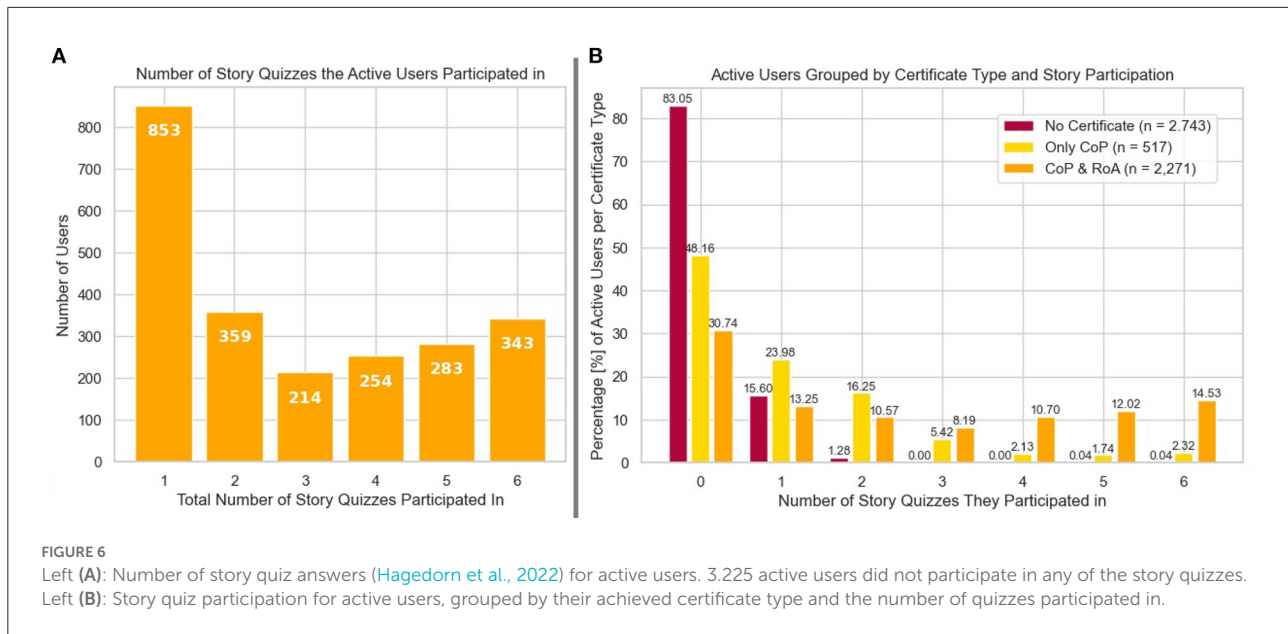 A
Number of Story Quizzes the Active Users Participated in
Number of Users
800
700
600
500
400
300
200
100
0
853
359
214
254
283
343
1 2 3 4 5 6
Total Number of Story Quizzes Participated In
B
Active Users Grouped by Certificate Type and Story Participation
Percentage [%] of Active Users per Certificate Type
80
70
60
50
40
30
20
10
0
No Certificate (n = 2.743)
Only CoP (n = 517)
CoP & RoA (n = 2,271)
83.05
48.16
30.74
15.60
23.98
13.25
1.28
16.25
10.57
0.00
5.42
8.19
0.00
2.13
10.70
0.04
1.74
12.02
0.04
2.32
14.53
0 1 2 3 4 5 6
Number of Story Quizzes They Participated in
FIGURE 6
Left (A): Number of story quiz answers (Hagedorn et al., 2022) for active users. 3.225 active users did not participate in any of the story quizzes.
Left (B): Story quiz participation for active users, grouped by their achieved certificate type and the number of quizzes participated in.